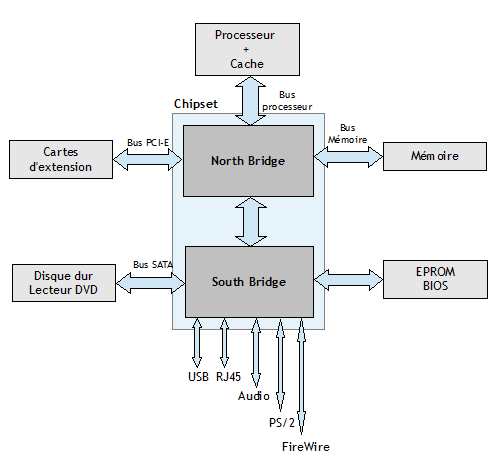 Processeur
+
Cache
Bus
processeur
Chipset
Bus PCI-E
Bus
Mémoire
Cartes
d'extension
North Bridge
Mémoire
Bus SATA
Disque dur
Lecteur DVD
South Bridge
EPROM
BIOS
USB
RJ45
Audio
PS/2
FireWire